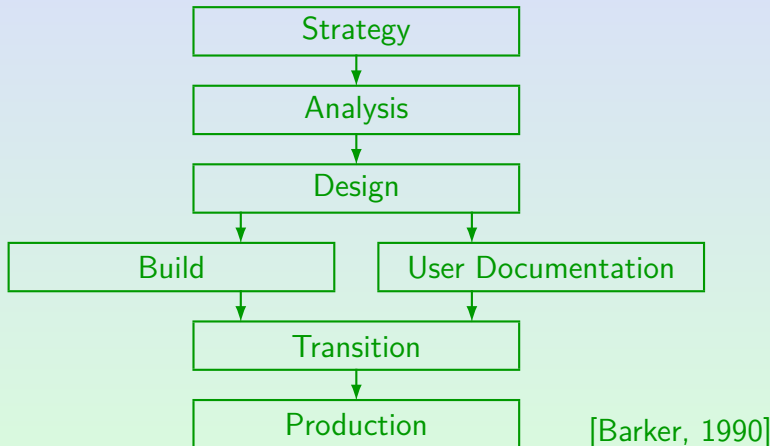 Strategy
Analysis
Design
Build
User Documentation
Transition
Production
[Barker, 1990]